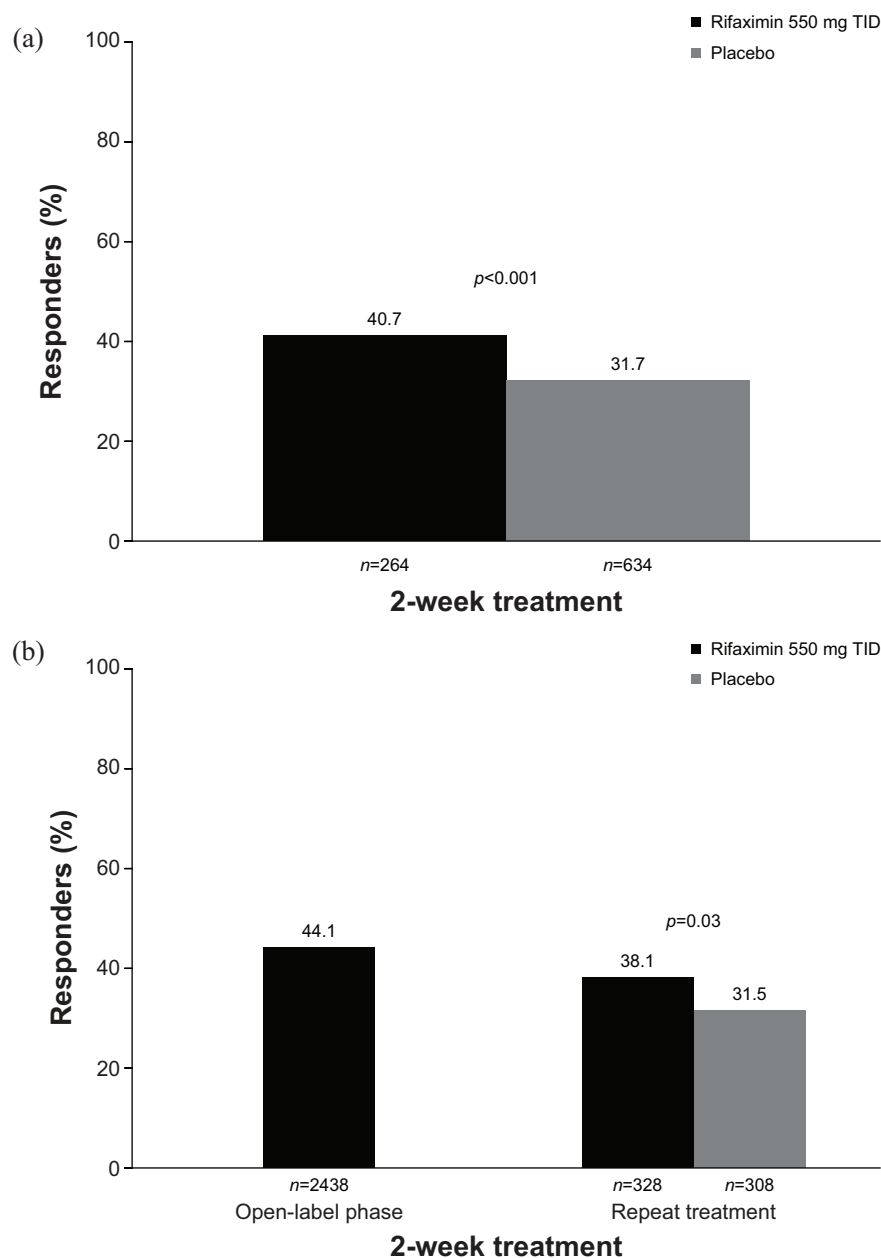 (a)
Rifaximin 550 mg TID
Placebo
100
80
60
40
20
0
Responders (%)
p<0.001
40.7
31.7
n=264
n=634
2-week treatment
(b)
Rifaximin 550 mg TID
Placebo
100
80
60
40
20
0
Responders (%)
44.1
p=0.03
38.1
31.5
n=2438
n=328
n=308
Open-label phase
Repeat treatment
2-week treatment